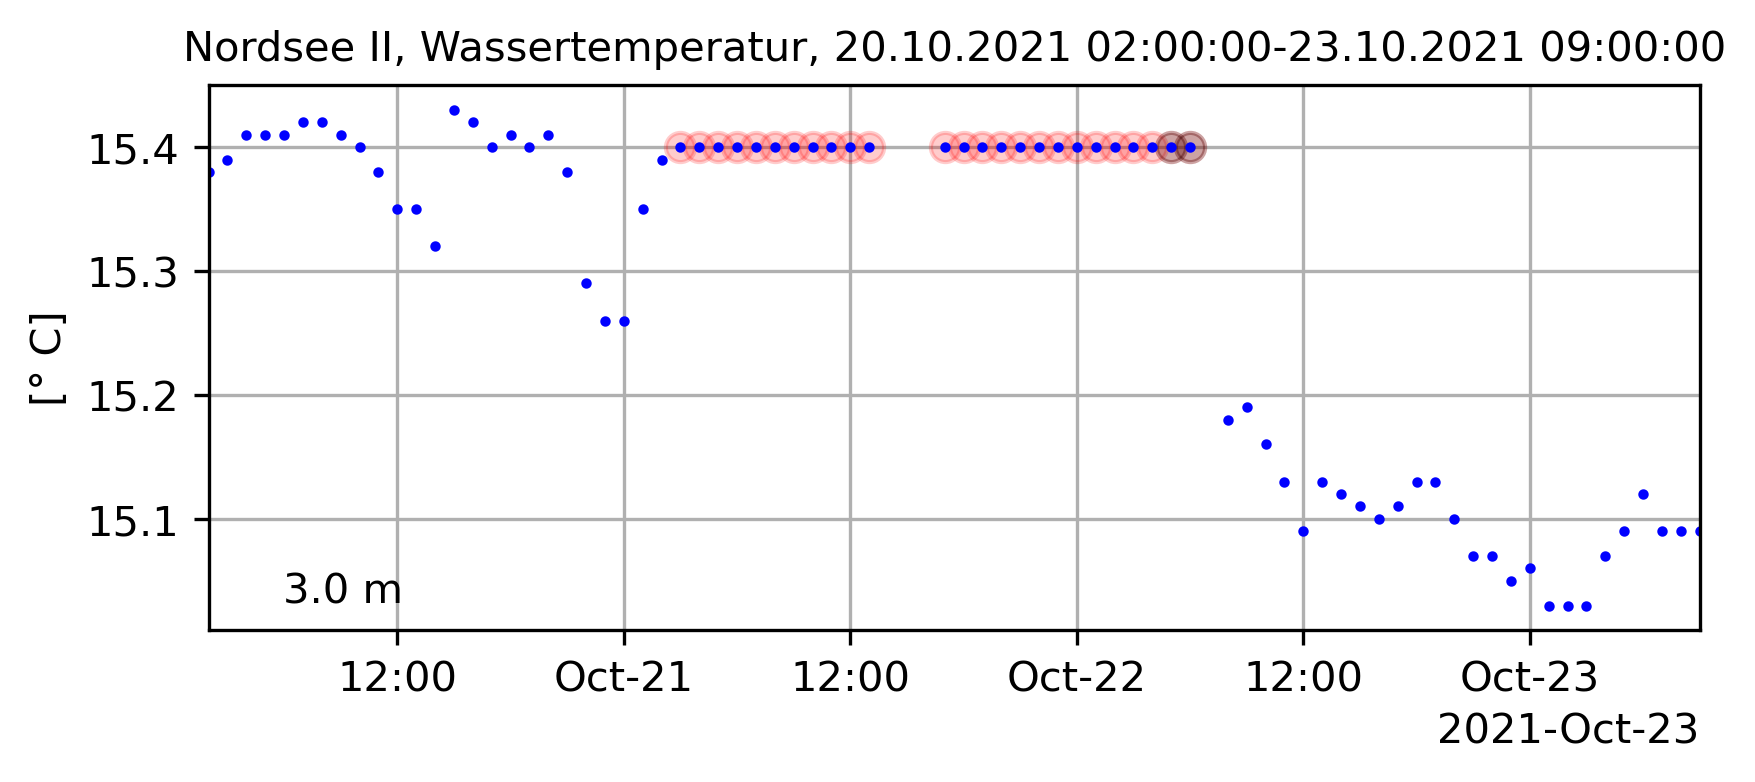 Nordsee II, Wassertemperatur, 20.10.2021 02:00:00-23.10.2021 09:00:00
[° C]
15.4
15.3
15.2
15.1
3.0 m
12:00 Oct-21 12:00 Oct-22 12:00 Oct-23
2021-Oct-23